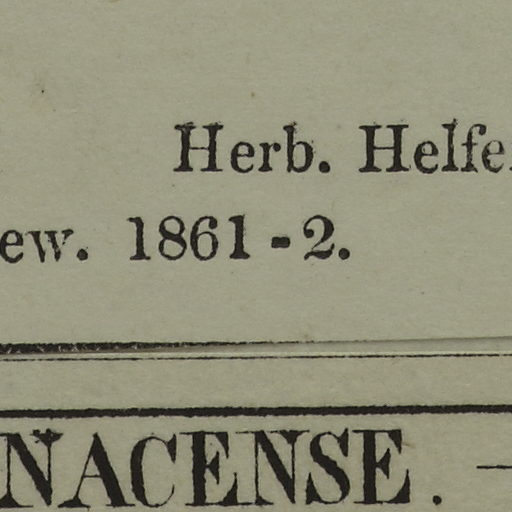 Herb. Helfe
ew. 1861-2.
NACENSE. —